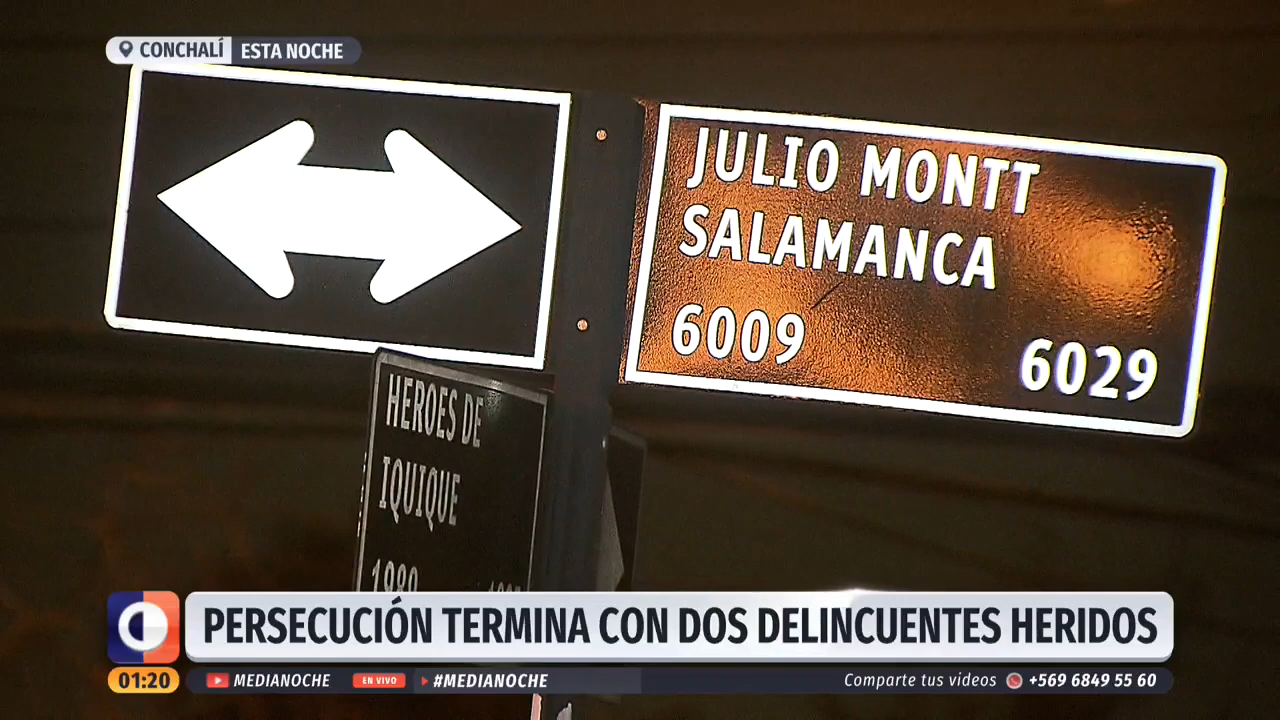 CONCHALÍ ESTA NOCHE
JULIO MONTT
SALAMANCA
6009 6029
HEROES DE
IQUIQUE
1980
PERSECUCIÓN TERMINA CON DOS DELINCUENTES HERIDOS
01:20 MEDIANOCHE EN VIVO #MEDIANOCHE Comparte tus videos +569 6849 55 60